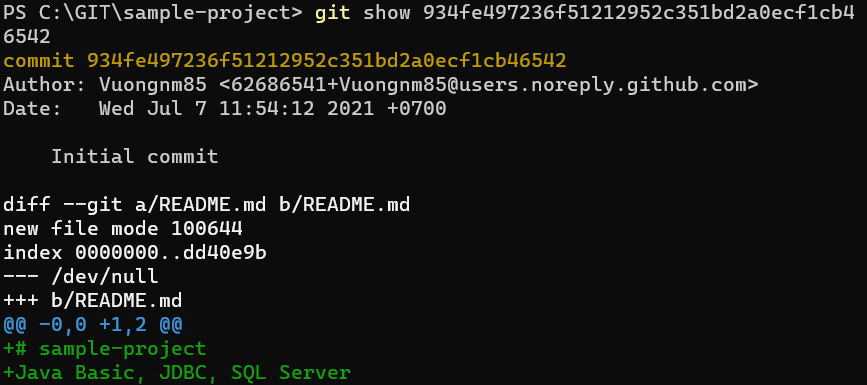 PS C:\GIT\sample-project> git show 934fe497236f51212952c351bd2a0ecf1cb4
6542
commit 934fe497236f51212952c351bd2a0ecf1cb46542
Author: Vuongnm85 <62686541+Vuongnm85@users.noreply.github.com>
Date:   Wed Jul 7 11:54:12 2021 +0700
    Initial commit
diff --git a/README.md b/README.md
new file mode 100644
index 0000000..dd40e9b
--- /dev/null
+++ b/README.md
@@ -0,0 +1,2 @@
+# sample-project
+Java Basic, JDBC, SQL Server